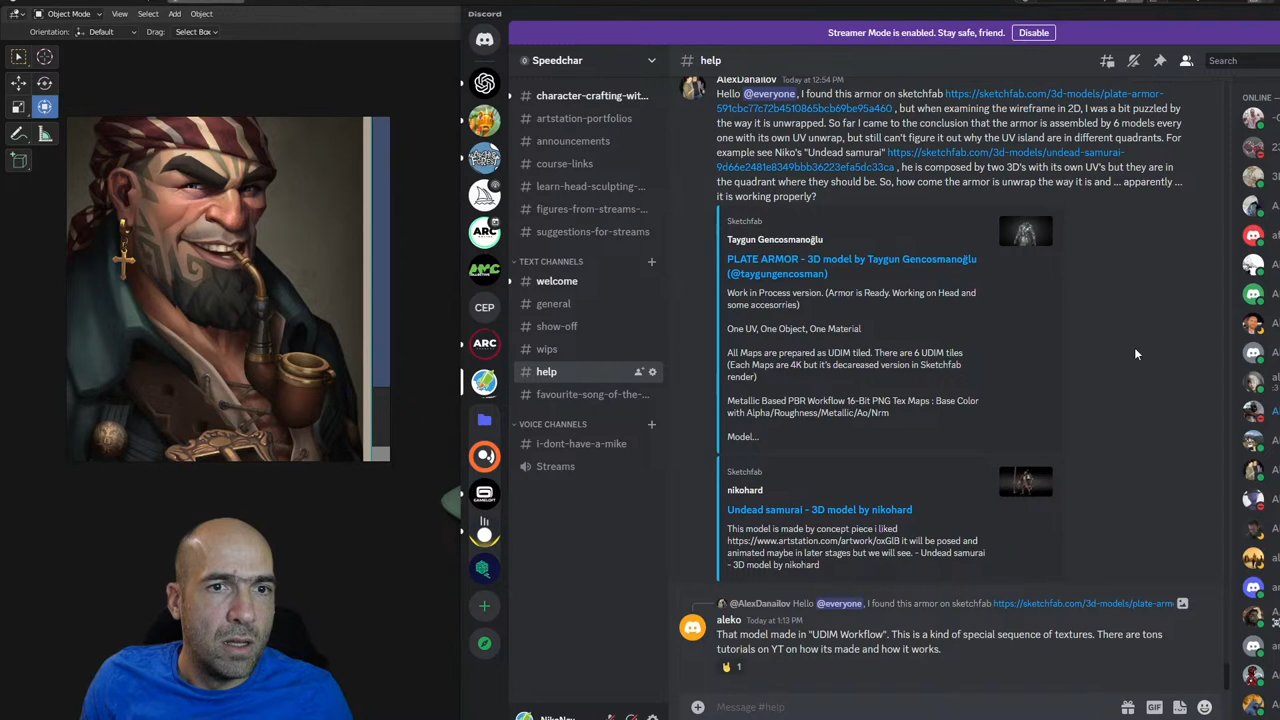 Object Mode
View
Select
Add
Object
Orientation:
Default
Drag:
Select Box
Discord
Streamer Mode is enabled. Stay safe, friend.
Disable
Speedchar
character-crafting-wit...
artstation-portfolios
announcements
course-links
learn-head-sculpting-...
figures-from-streams-...
suggestions-for-streams
TEXT CHANNELS
welcome
general
show-off
wips
help
favourite-song-of-the-...
VOICE CHANNELS
i-dont-have-a-mike
Streams
ARC
AMC
CEP
ARC
GAMELOFT
# help
Search
AlexDanailov Today at 12:54 PM
Hello @everyone, I found this armor on sketchfab https://sketchfab.com/3d-models/plate-armor-
591cbc77c72b4510865bcb69be95a460 , but when examining the wireframe in 2D, I was a bit puzzled by
the way it is unwrapped. So far I came to the conclusion that the armor is assembled by 6 models every
one with its own UV unwrap, but still can't figure it out why the UV island are in different quadrants. For
example see Niko's "Undead samurai" https://sketchfab.com/3d-models/undead-samurai-
9d66e2481e8349bbb36223efa5dc33ca , he is composed by two 3D's with its own UV's but they are in
the quadrant where they should be. So, how come the armor is unwrap the way it is and ... apparently ...
it is working properly?
Sketchfab
Taygun Gencosmanoğlu
PLATE ARMOR - 3D model by Taygun Gencosmanoğlu
(@taygungencosman)
Work in Process version. (Armor is Ready. Working on Head and
some accesorries)
One UV, One Object, One Material
All Maps are prepared as UDIM tiled. There are 6 UDIM tiles
(Each Maps are 4K but it's decareased version in Sketchfab
render)
Metallic Based PBR Workflow 16-Bit PNG Tex Maps : Base Color
with Alpha/Roughness/Metallic/Ao/Nrm
Model...
Sketchfab
nikohard
Undead samurai - 3D model by nikohard
This model is made by concept piece i liked
https://www.artstation.com/artwork/oxGlB it will be posed and
animated maybe in later stages but we will see. - Undead samurai
- 3D model by nikohard
@AlexDanailov Hello @everyone, I found this armor on sketchfab https://sketchfab.com/3d-models/plate-arm
aleko Today at 1:13 PM
That model made in "UDIM Workflow". This is a kind of special sequence of textures. There are tons
tutorials on YT on how its made and how it works.
1
Message #help
GIF
ONLINE